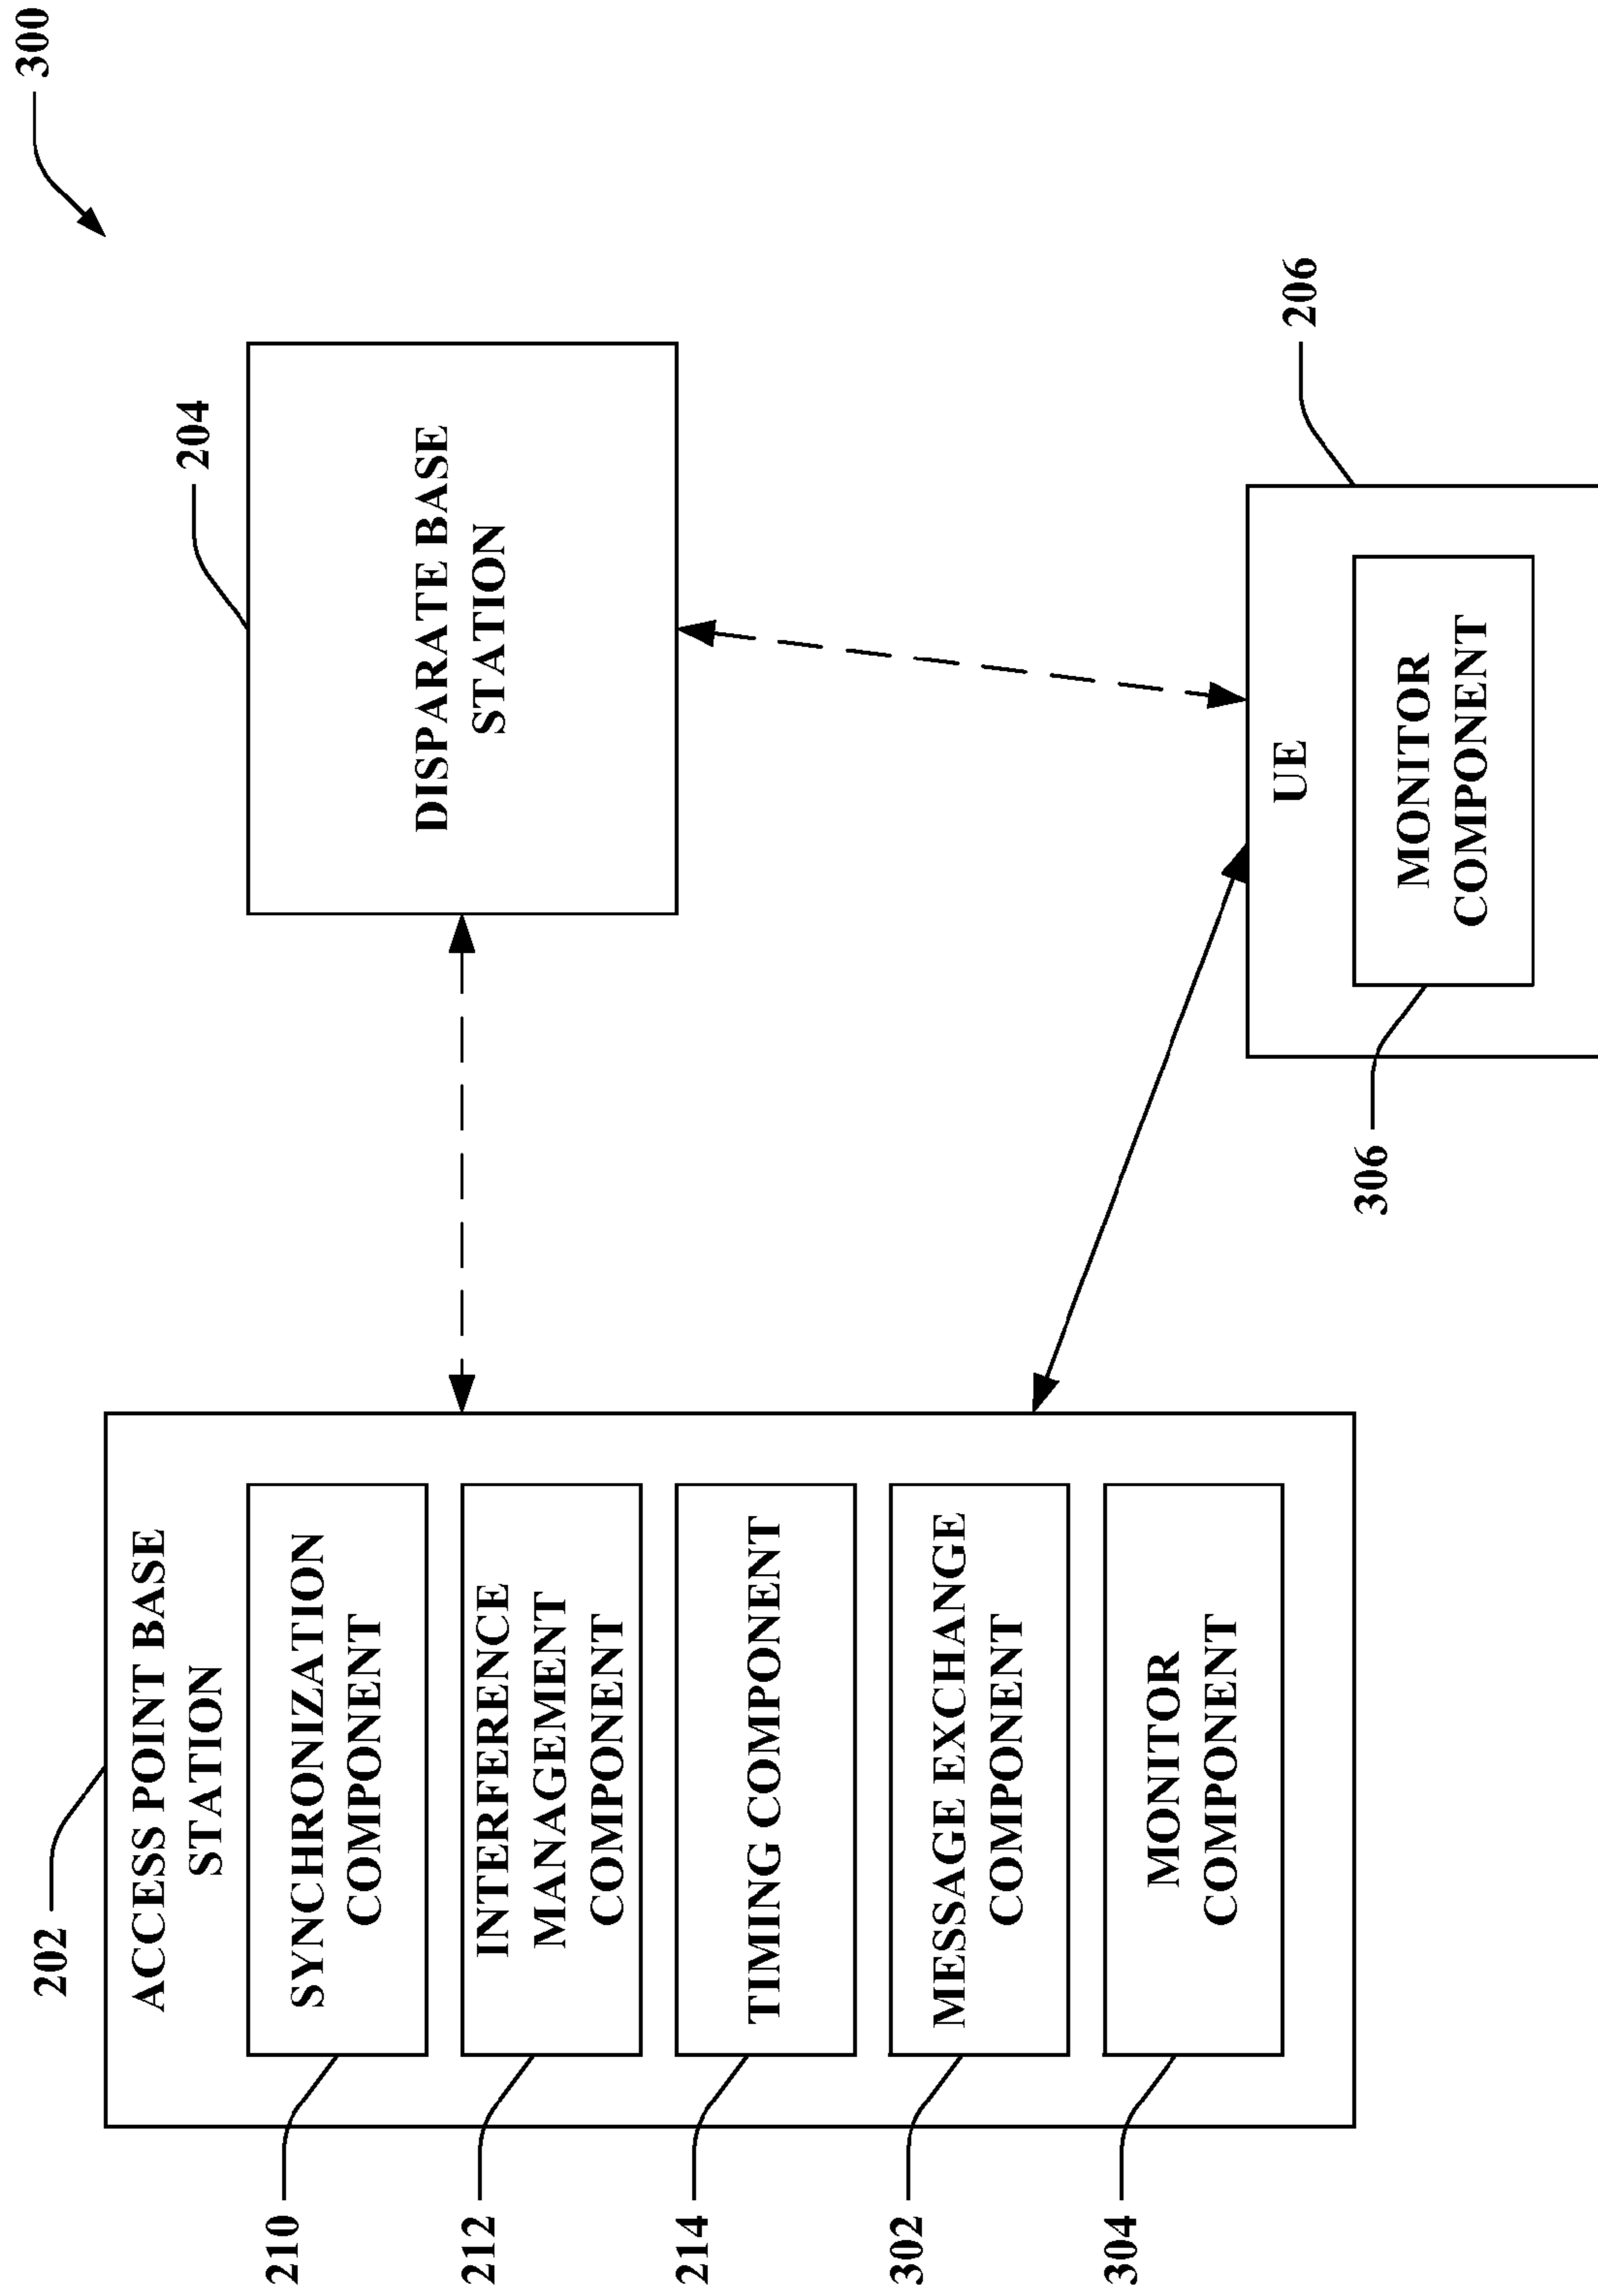 300
202
ACCESS POINT BASE
STATION
210
SYNCHRONIZATION
COMPONENT
212
INTERFERENCE
MANAGEMENT
COMPONENT
214
TIMING COMPONENT
302
MESSAGE EXCHANGE
COMPONENT
304
MONITOR
COMPONENT
204
DISPARATE BASE
STATION
206
UE
306
MONITOR
COMPONENT